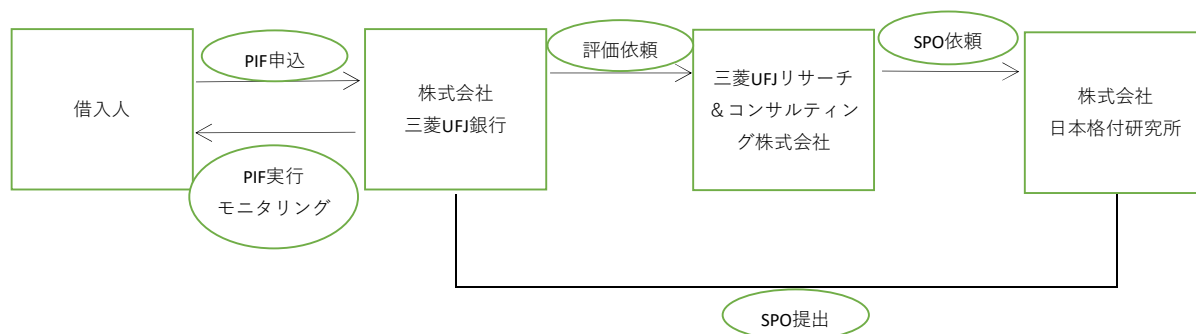 PIF申込
評価依頼
SPO依頼
借入人
株式会社
三菱UFJ銀行
三菱UFJリサーチ
＆コンサルティン
グ株式会社
株式会社
日本格付研究所
PIF実行
モニタリング
SPO提出